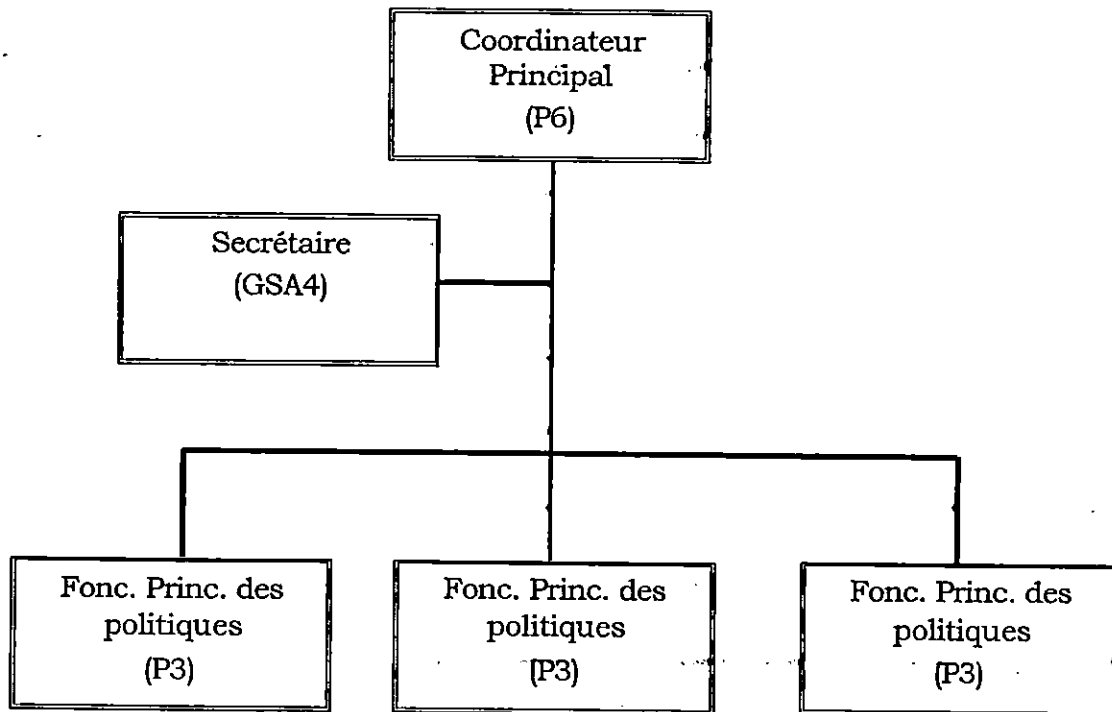 Coordinateur
Principal
(P6)
Secrétaire
(GSA4)
Fonc. Princ. des
politiques
(P3)
Fonc. Princ. des
politiques
(P3)
Fonc. Princ. des
politiques
(P3)